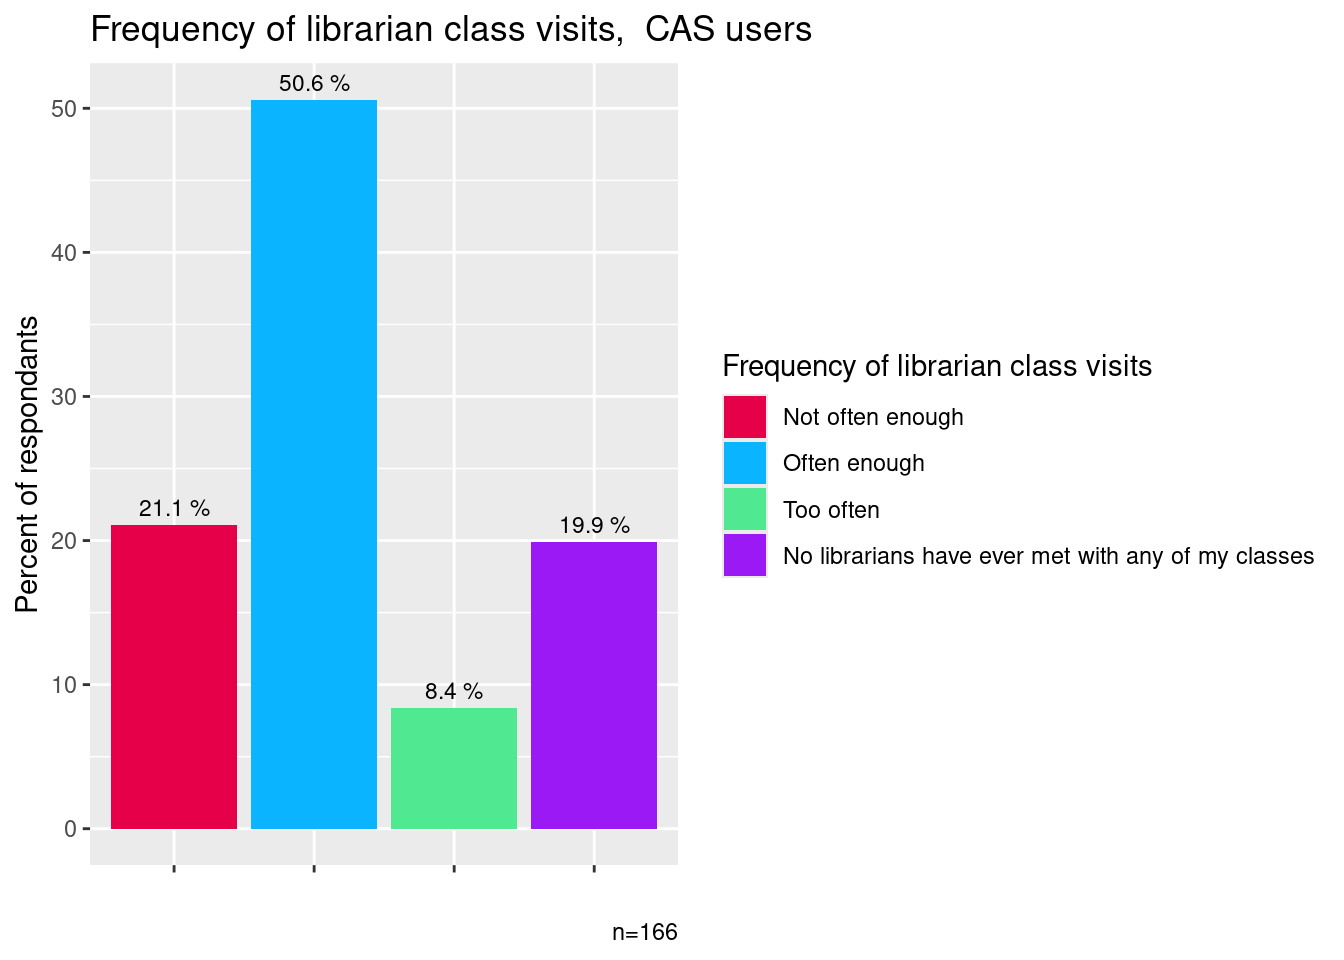 Frequency of librarian class visits,  CAS users
50.6 %
50
40
30
21.1 %
19.9 %
20
8.4 %
10
0
Percent of respondants
n=166
Frequency of librarian class visits
Not often enough
Often enough
Too often
No librarians have ever met with any of my classes